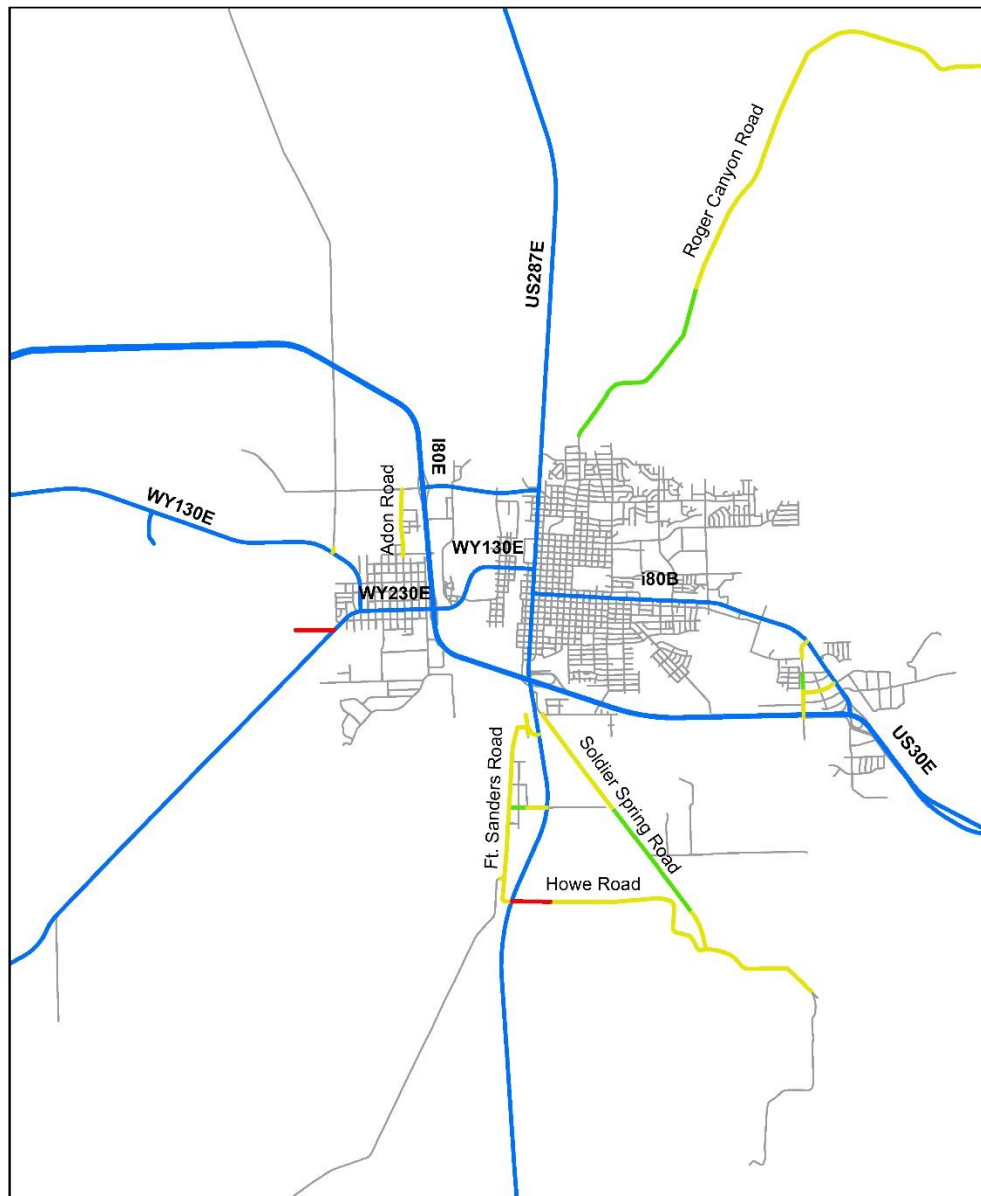 Roger Canyon Road
US287E
I80E
WY130E
Adon Road
WY130E
WY230E
i80B
US30E
Soldier Spring Road
Ft. Sanders Road
Howe Road